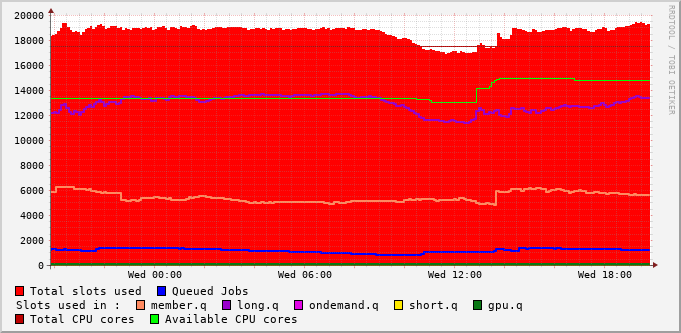 20000
18000
16000
14000
12000
10000
8000
6000
4000
2000
0
Wed 00:00 Wed 06:00 Wed 12:00 Wed 18:00
RRDTOOL / TOBI OETIKER
Total slots used Queued Jobs
Slots used in : member.q long.q ondemand.q short.q gpu.q
Total CPU cores Available CPU cores